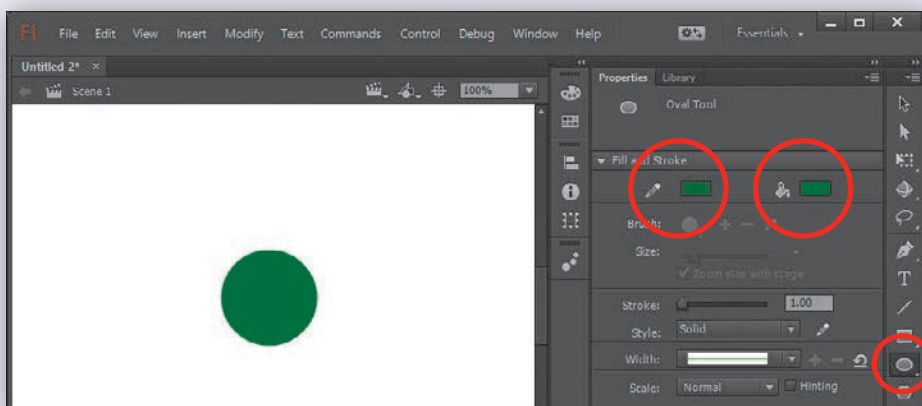 Fl File Edit View Insert Modify Text Commands Control Debug Window Help Essentials
Untitled 2* ×
Scene 1 100%
Properties Library
Oval Tool
Fill and Stroke
Brush:
Size:
Zoom size with stage
Stroke: 1.00
Style: Solid
Width:
Scale: Normal Hinting
T